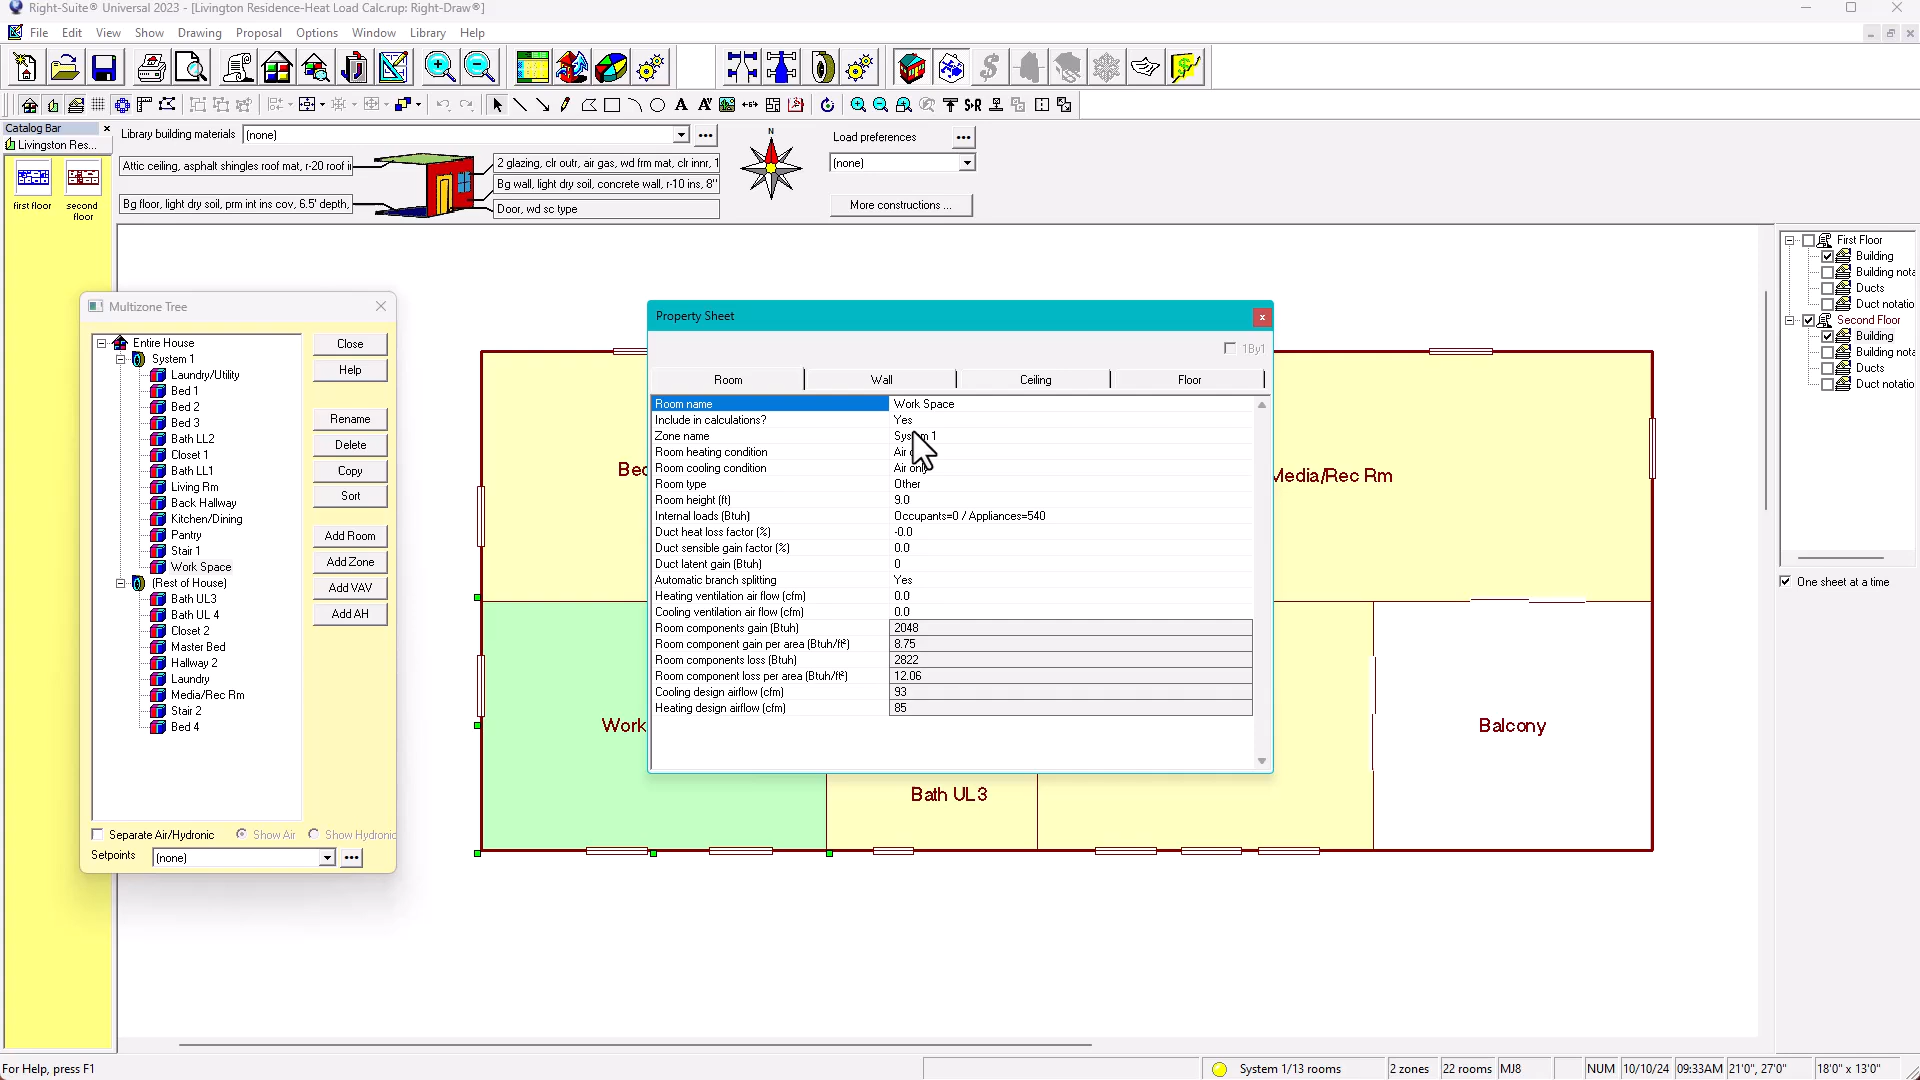 Right-Suite® Universal 2023 - [Livington Residence-Heat Load Calc.rup: Right-Draw®]
File Edit View Show Drawing Proposal Options Window Library Help
Catalog Bar
Livingston Res...
first floor
second floor
Library building materials (none)
Attic ceiling, asphalt shingles roof mat, r-20 roof i
Bg floor, light dry soil, prm int ins cov, 6.5' depth,
2 glazing, clr outr, air gas, wd frm mat, clr innr, 1
Bg wall, light dry soil, concrete wall, r-10 ins, 8"
Door, wd sc type
N
Load preferences
(none)
More constructions ...
Multizone Tree
Entire House
System 1
Laundry/Utility
Bed 1
Bed 2
Bed 3
Bath LL2
Closet 1
Bath LL1
Living Rm
Back Hallway
Kitchen/Dining
Pantry
Stair 1
Work Space
(Rest of House)
Bath UL3
Bath UL 4
Closet 2
Master Bed
Hallway 2
Laundry
Media/Rec Rm
Stair 2
Bed 4
Close
Help
Rename
Delete
Copy
Sort
Add Room
Add Zone
Add VAV
Add AH
Separate Air/Hydronic Show Air Show Hydronic
Setpoints (none)
Property Sheet
1By1
Room Wall Ceiling Floor
Room name Work Space
Include in calculations? Yes
Zone name System 1
Room heating condition Air
Room cooling condition Air only
Room type Other
Room height (ft) 9.0
Internal loads (Btuh) Occupants=0 / Appliances=540
Duct heat loss factor (%) -0.0
Duct sensible gain factor (%) 0.0
Duct latent gain (Btuh) 0
Automatic branch splitting Yes
Heating ventilation air flow (cfm) 0.0
Cooling ventilation air flow (cfm) 0.0
Room components gain (Btuh) 2048
Room component gain per area (Btuh/ft²) 8.75
Room components loss (Btuh) 2822
Room component loss per area (Btuh/ft²) 12.06
Cooling design airflow (cfm) 93
Heating design airflow (cfm) 85
Bed
Media/Rec Rm
Work
Balcony
Bath UL3
First Floor
Building
Building nota
Ducts
Duct notatio
Second Floor
Building
Building nota
Ducts
Duct notatio
One sheet at a time
For Help, press F1
System 1/13 rooms 2 zones 22 rooms MJ8 NUM 10/10/24 09:33AM 21'0", 27'0" 18'0" x 13'0"